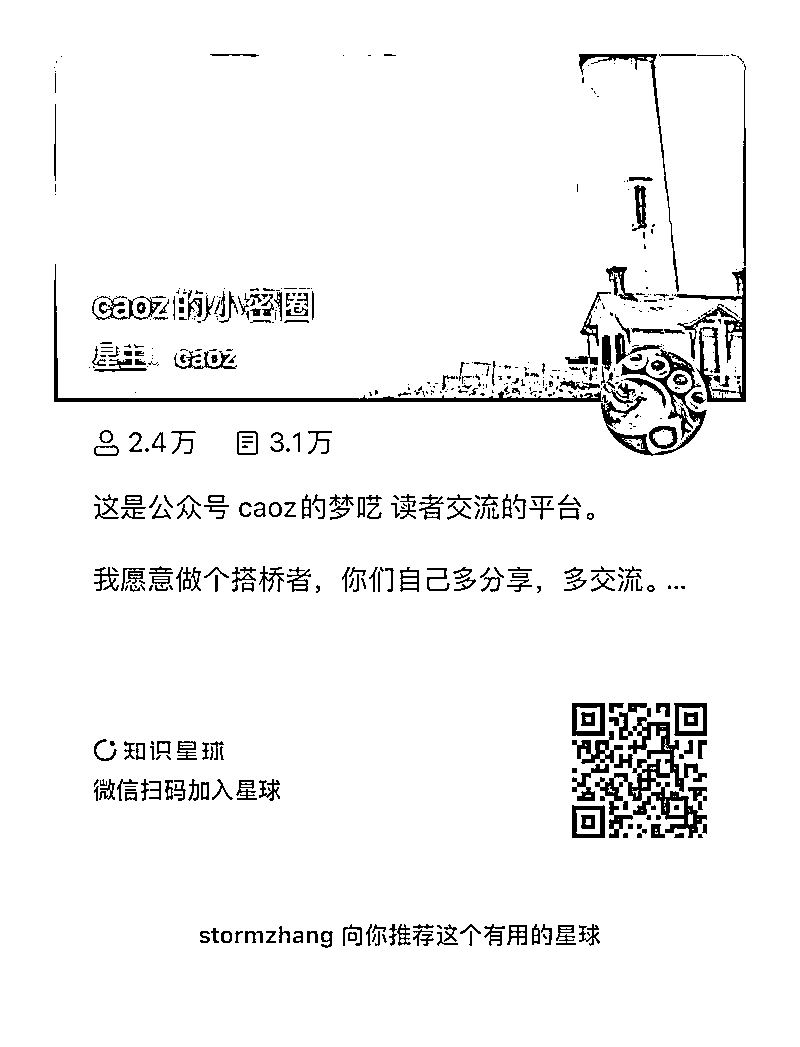 caoz的小密圈
星主：caoz
2.4万 3.1万
这是公众号 caoz的梦呓 读者交流的平台。
我愿意做个搭桥者，你们自己多分享，多交流。...
知识星球
微信扫码加入星球
stormzhang 向你推荐这个有用的星球